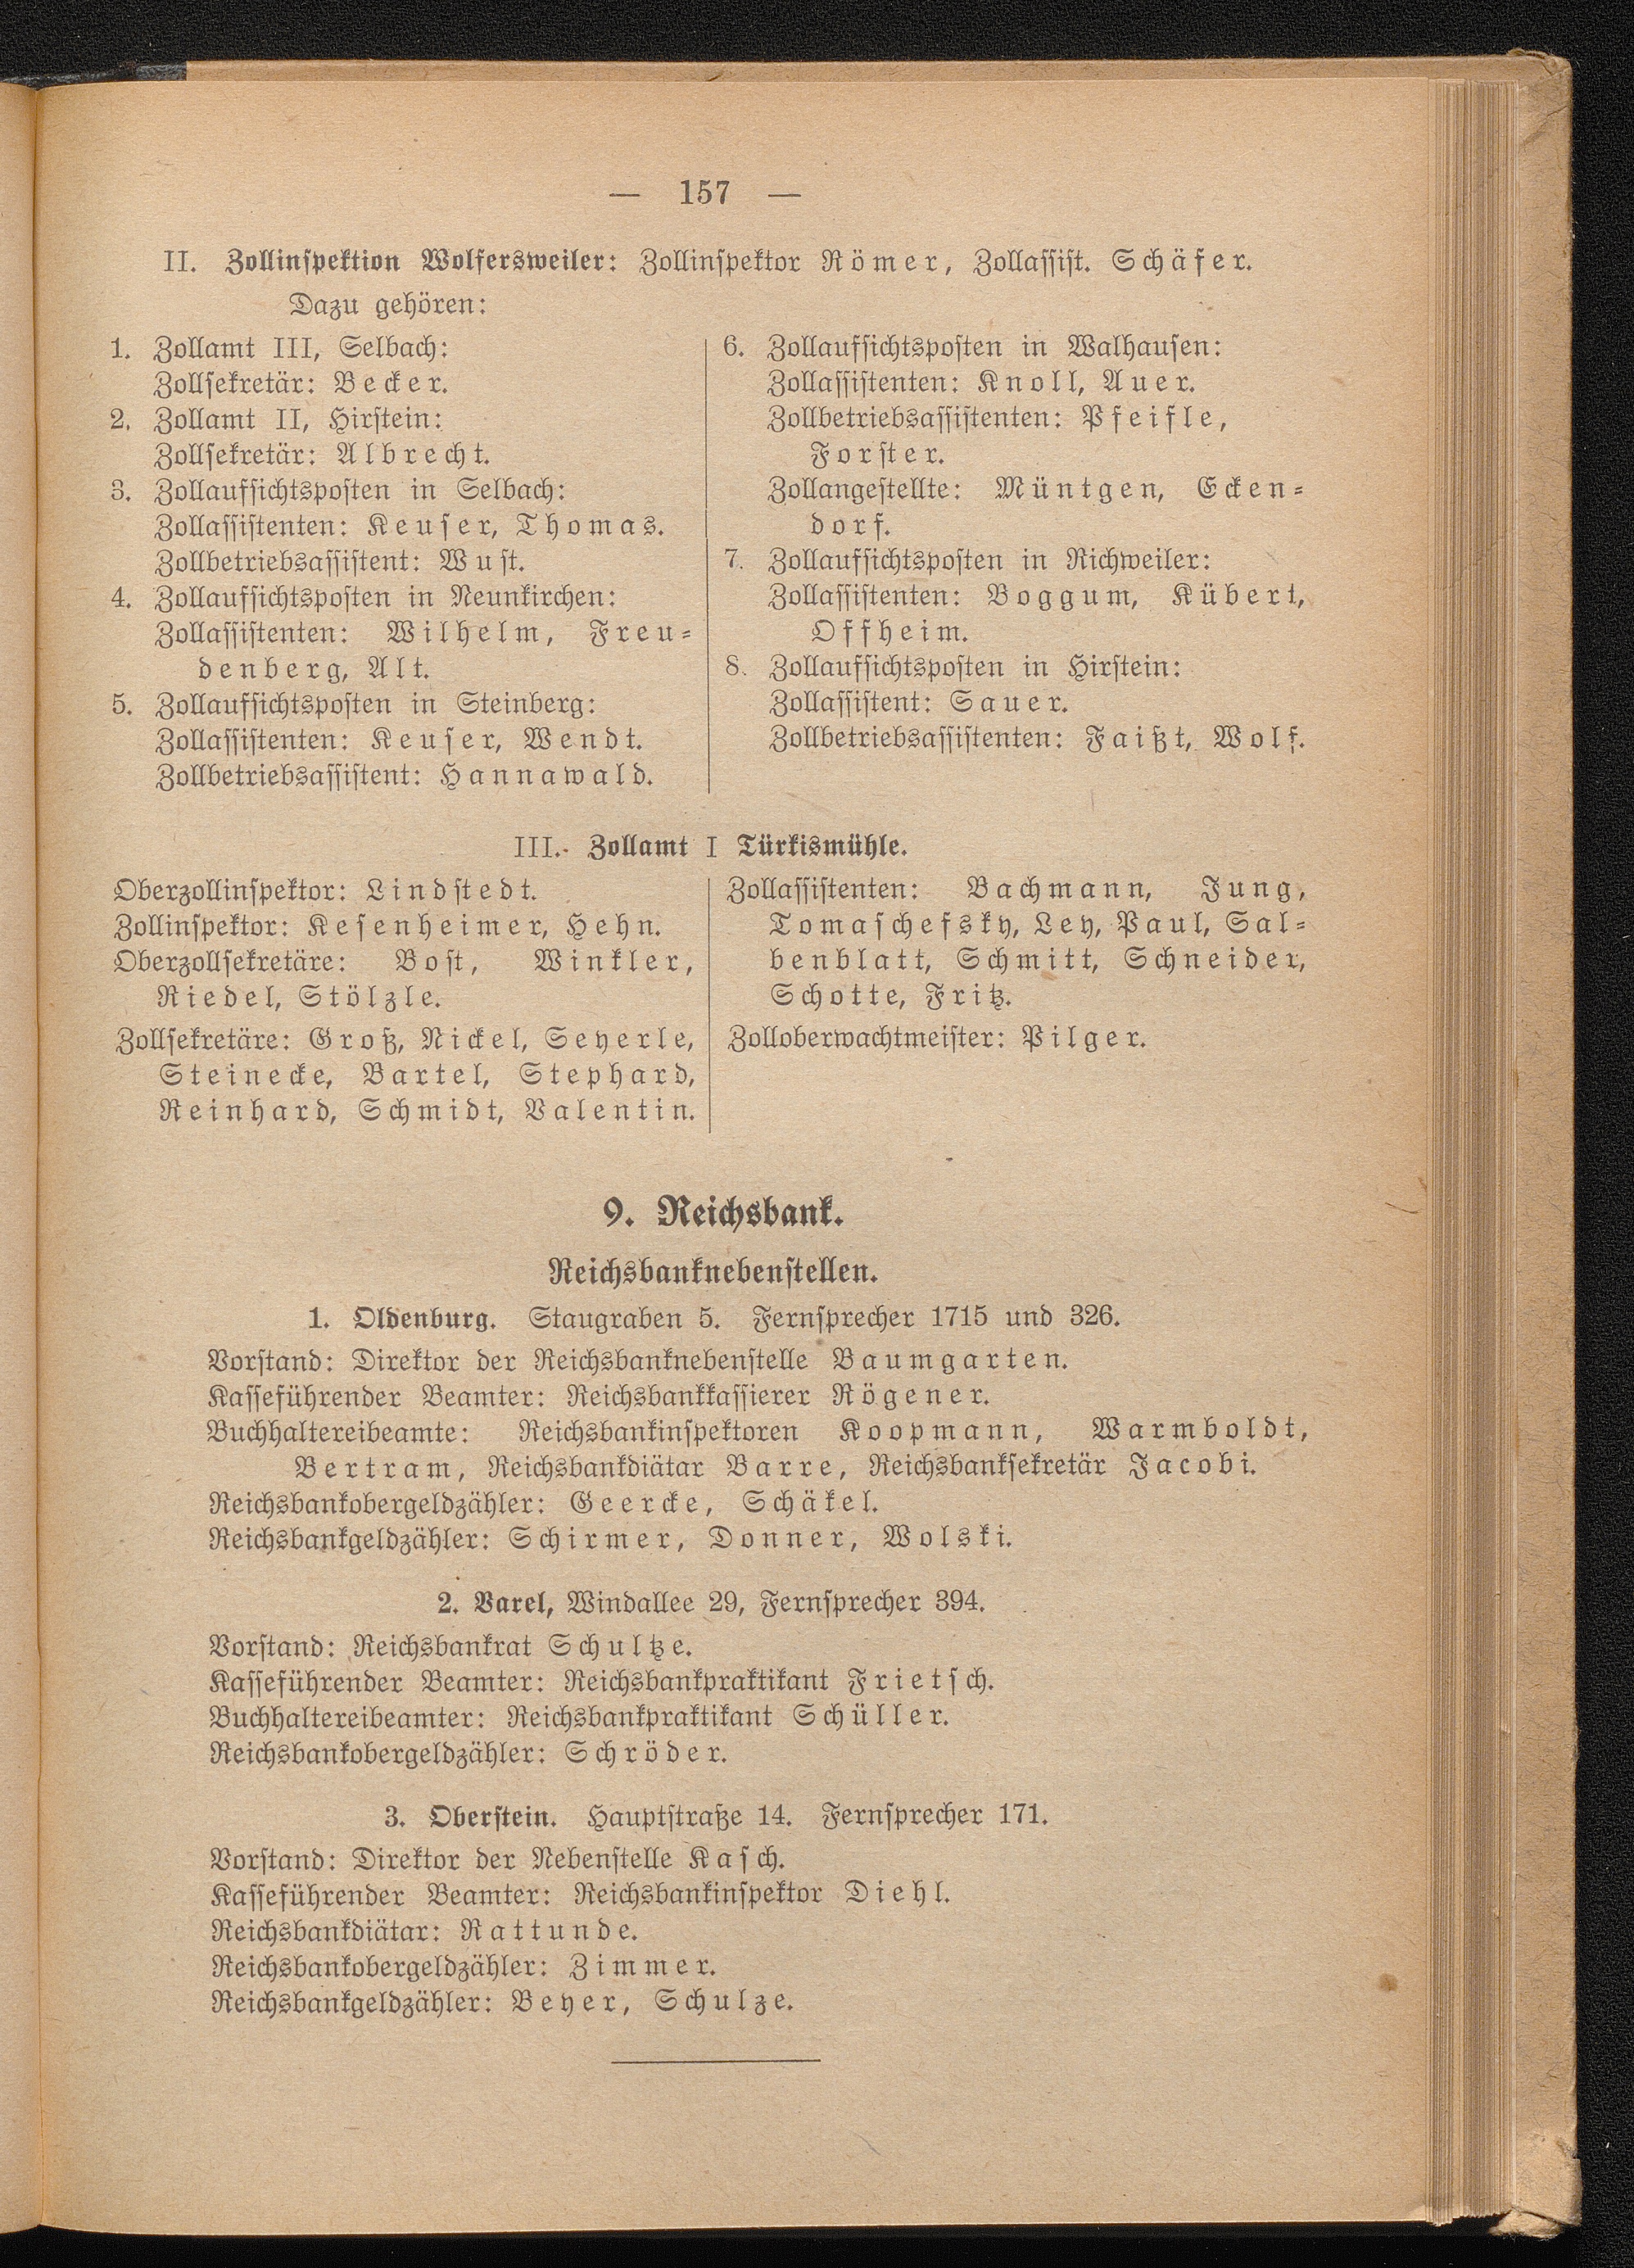 — 157 —
II. Zollinspektion Wolfersweiler: Zollinspektor Römer, Zollassist. Schäfer.
Dazu gehören:
1. Zollamt III, Selbach:
Zollsekretär: Becker.
2. Zollamt II, Hirstein:
Zollsekretär: Albrecht.
3. Zollaufsichtsposten in Selbach:
Zollassistenten: Keuser, Thomas.
Zollbetriebsassistent: Wust.
4. Zollaufsichtsposten in Neunkirchen:
Zollassistenten: Wilhelm, Freu-
denberg, Alt.
5. Zollaufsichtsposten in Steinberg:
Zollassistenten: Keuser, Wendt.
Zollbetriebsassistent: Hannawald.
6. Zollaufsichtsposten in Walhausen:
Zollassistenten: Knoll, Auer.
Zollbetriebsassistenten: Pfeifle,
Forster.
Zollangestellte: Müntgen, Ecken-
dorf.
7. Zollaufsichtsposten in Richweiler:
Zollassistenten: Boggum, Kübert,
Offheim.
8. Zollaufsichtsposten in Hirstein:
Zollassistent: Sauer.
Zollbetriebsassistenten: Faißt, Wolf.
III. Zollamt I Türkismühle.
Oberzollinspektor: Lindstedt.
Zollinspektor: Kesenheimer, Hehn.
Oberzollsekretäre: Bost, Winkler,
Riedel, Stölzle.
Zollsekretäre: Groß, Nickel, Seyerle,
Steinecke, Bartel, Stephard,
Reinhard, Schmidt, Valentin.
Zollassistenten: Bachmann, Jung,
Tomaschefsky, Ley, Paul, Sal-
benblatt, Schmitt, Schneider,
Schotte, Fritz.
Zolloberwachtmeister: Pilger.
9. Reichsbank.
Reichsbanknebenstellen.
1. Oldenburg. Staugraben 5. Fernsprecher 1715 und 326.
Vorstand: Direktor der Reichsbanknebenstelle Baumgarten.
Kasseführender Beamter: Reichsbankkassierer Rögener.
Buchhaltereibeamte: Reichsbankinspektoren Koopmann, Warmboldt,
Bertram, Reichsbankdiätar Barre, Reichsbanksekretär Jacobi.
Reichsbankobergeldzähler: Geercke, Schäkel.
Reichsbankgeldzähler: Schirmer, Donner, Wolski.
2. Varel, Windallee 29, Fernsprecher 394.
Vorstand: Reichsbankrat Schultze.
Kasseführender Beamter: Reichsbankpraktikant Frietsch.
Buchhaltereibeamter: Reichsbankpraktikant Schüller.
Reichsbankobergeldzähler: Schröder.
3. Oberstein. Hauptstraße 14. Fernsprecher 171.
Vorstand: Direktor der Nebenstelle Kasch.
Kasseführender Beamter: Reichsbankinspektor Diehl.
Reichsbankdiätar: Rattunde.
Reichsbankobergeldzähler: Zimmer.
Reichsbankgeldzähler: Beyer, Schulze.